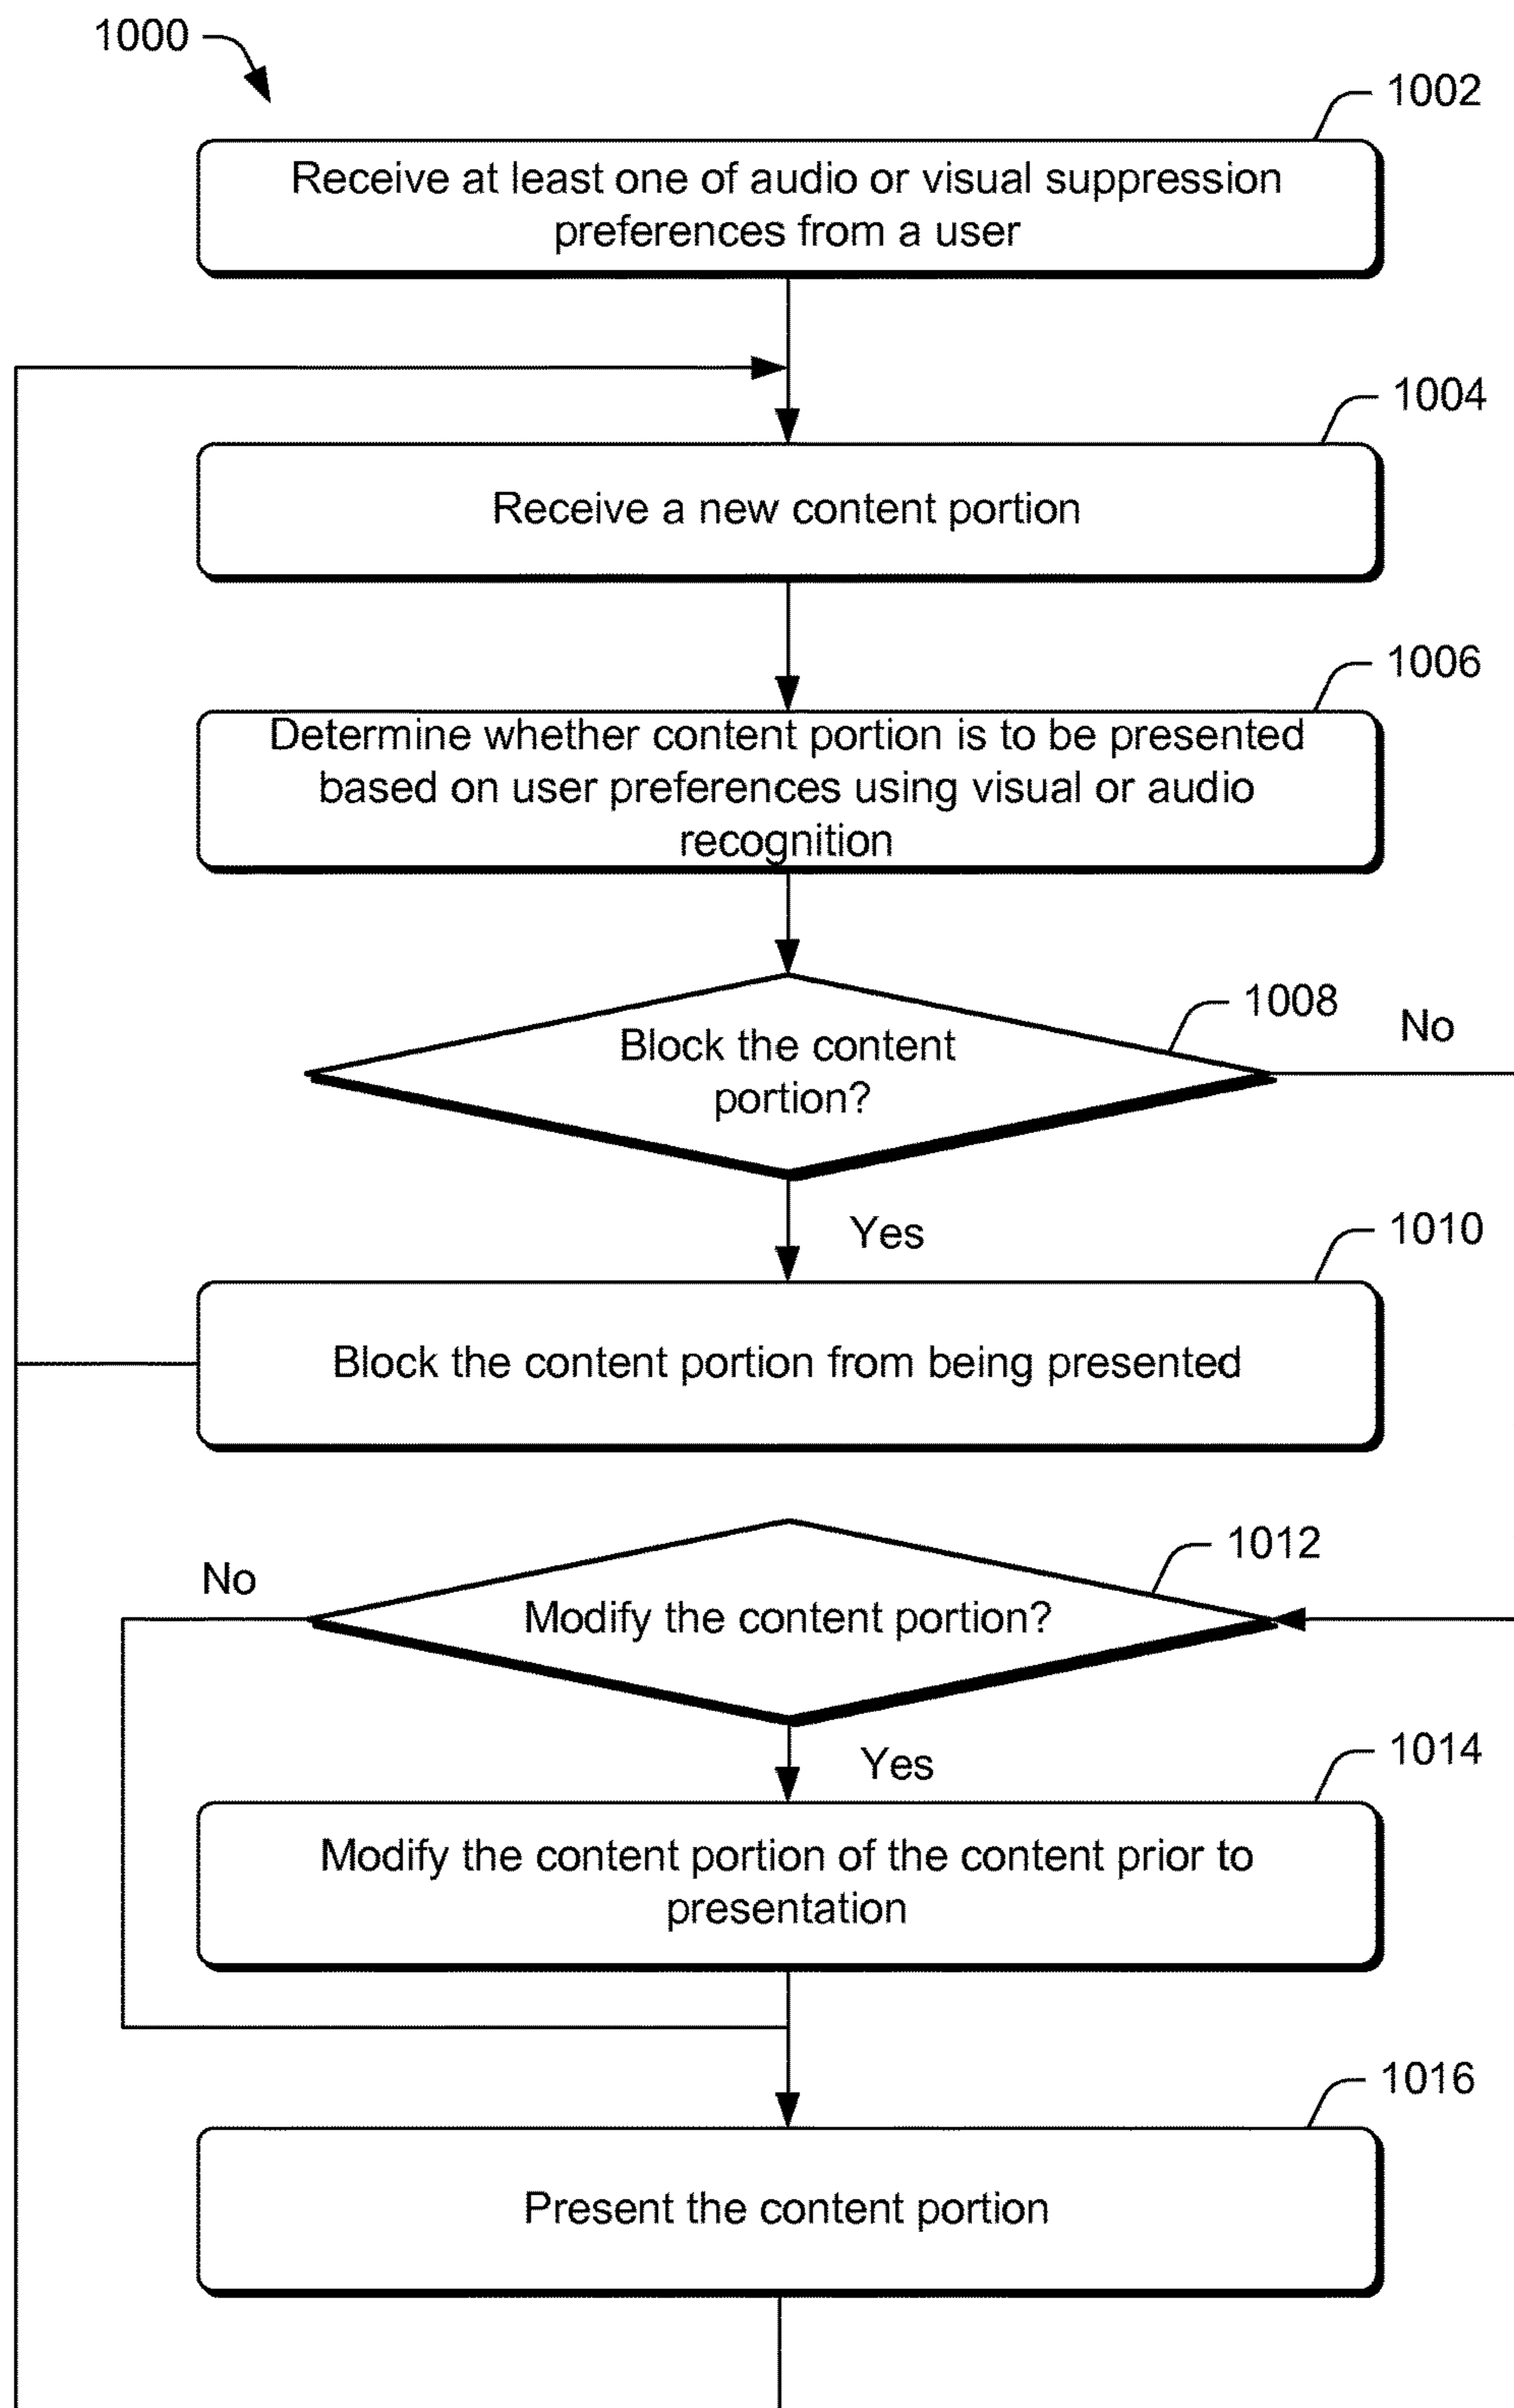 1000
1002
Receive at least one of audio or visual suppression
preferences from a user
1004
Receive a new content portion
1006
Determine whether content portion is to be presented
based on user preferences using visual or audio
recognition
1008
No
Block the content
portion?
Yes
1010
Block the content portion from being presented
1012
No
Modify the content portion?
Yes
1014
Modify the content portion of the content prior to
presentation
1016
Present the content portion